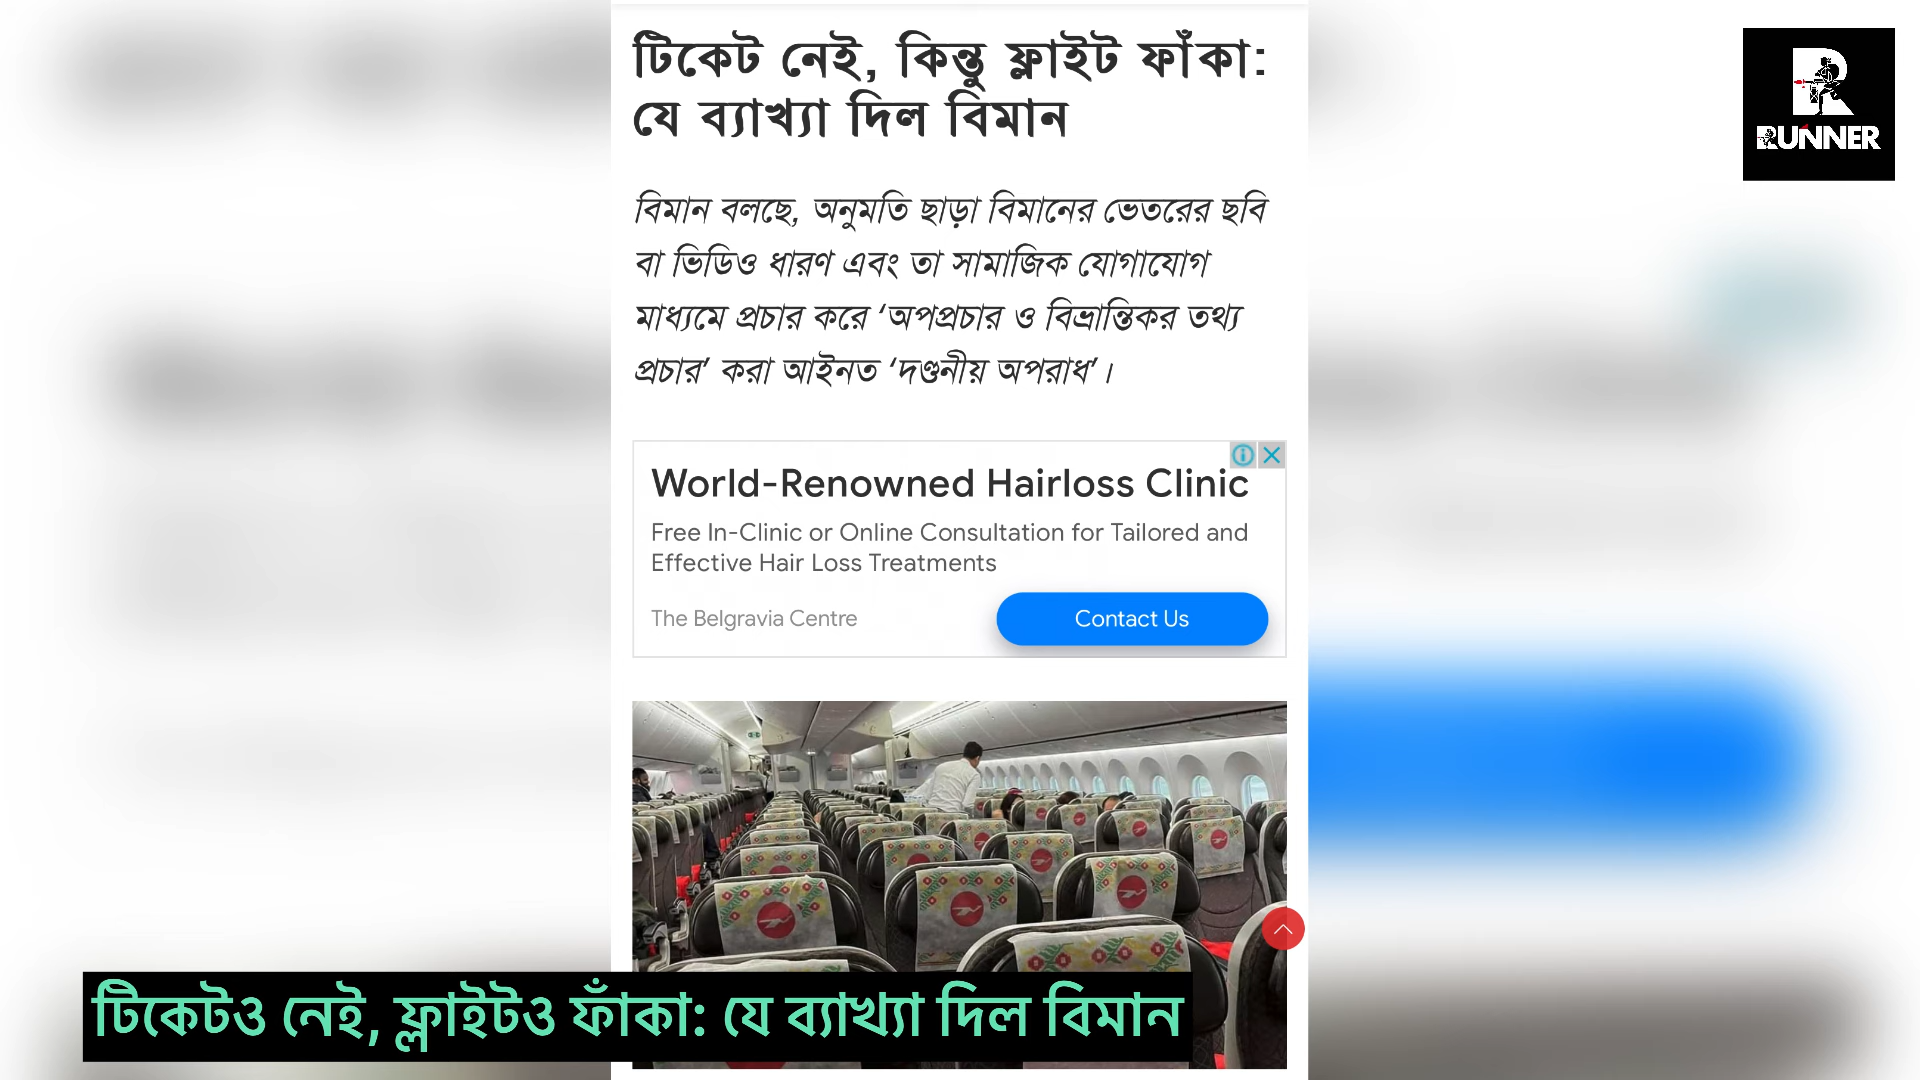 টিকেট নেই, কিন্তু ফ্লাইট ফাঁকা:
যে ব্যাখ্যা দিল বিমান
RUNNER
বিমান বলছে, অনুমতি ছাড়া বিমানের ভেতরের ছবি
বা ভিডিও ধারণ এবং তা সামাজিক যোগাযোগ
মাধ্যমে প্রচার করে ‘অপপ্রচার ও বিভ্রান্তিকর তথ্য
প্রচার’ করা আইনত ‘দণ্ডনীয় অপরাধ’।
World-Renowned Hairloss Clinic
Free In-Clinic or Online Consultation for Tailored and
Effective Hair Loss Treatments
The Belgravia Centre
Contact Us
টিকেটও নেই, ফ্লাইটও ফাঁকা: যে ব্যাখ্যা দিল বিমান